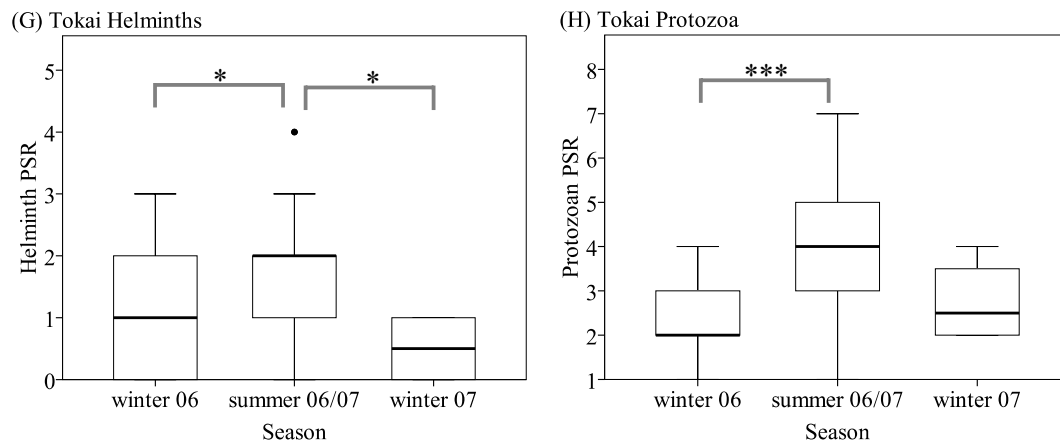 (G) Tokai Helminths
Helminth PSR
5
4
3
2
1
0
*
*
winter 06
summer 06/07
winter 07
Season
(H) Tokai Protozoa
Protozoan PSR
8
7
6
5
4
3
2
1
***
winter 06
summer 06/07
winter 07
Season